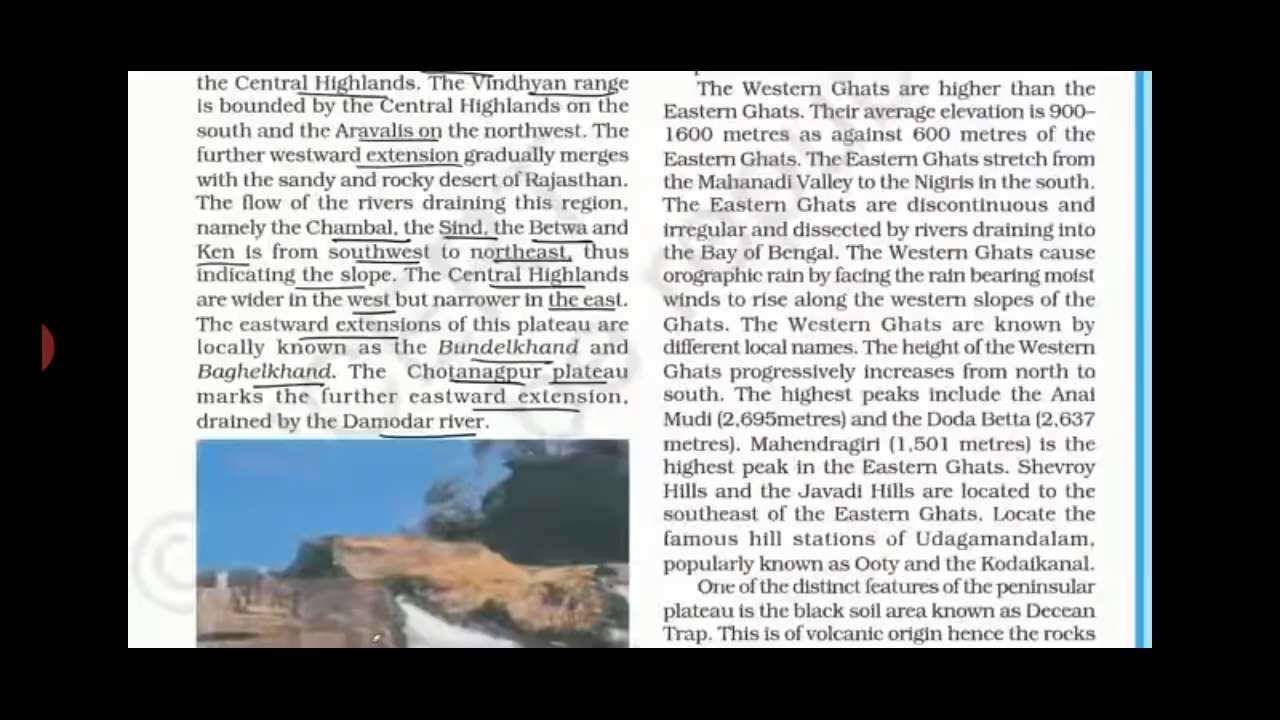 the Central Highlands. The Vindhyan range
is bounded by the Central Highlands on the
south and the Aravalis on the northwest. The
further westward extension gradually merges
with the sandy and rocky desert of Rajasthan.
The flow of the rivers draining this region,
namely the Chambal, the Sind, the Betwa and
Ken is from southwest to northeast, thus
indicating the slope. The Central Highlands
are wider in the west but narrower in the east.
The eastward extensions of this plateau are
locally known as the Bundelkhand and
Baghelkhand. The Chotanagpur plateau
marks the further eastward extension,
drained by the Damodar river.
The Western Ghats are higher than the
Eastern Ghats. Their average elevation is 900–
1600 metres as against 600 metres of the
Eastern Ghats. The Eastern Ghats stretch from
the Mahanadi Valley to the Nigiris in the south.
The Eastern Ghats are discontinuous and
irregular and dissected by rivers draining into
the Bay of Bengal. The Western Ghats cause
orographic rain by facing the rain bearing moist
winds to rise along the western slopes of the
Ghats. The Western Ghats are known by
different local names. The height of the Western
Ghats progressively increases from north to
south. The highest peaks include the Anai
Mudi (2,695metres) and the Doda Betta (2,637
metres). Mahendragiri (1,501 metres) is the
highest peak in the Eastern Ghats. Shevroy
Hills and the Javadi Hills are located to the
southeast of the Eastern Ghats. Locate the
famous hill stations of Udagamandalam,
popularly known as Ooty and the Kodaikanal.
One of the distinct features of the peninsular
plateau is the black soil area known as Decean
Trap. This is of volcanic origin hence the rocks